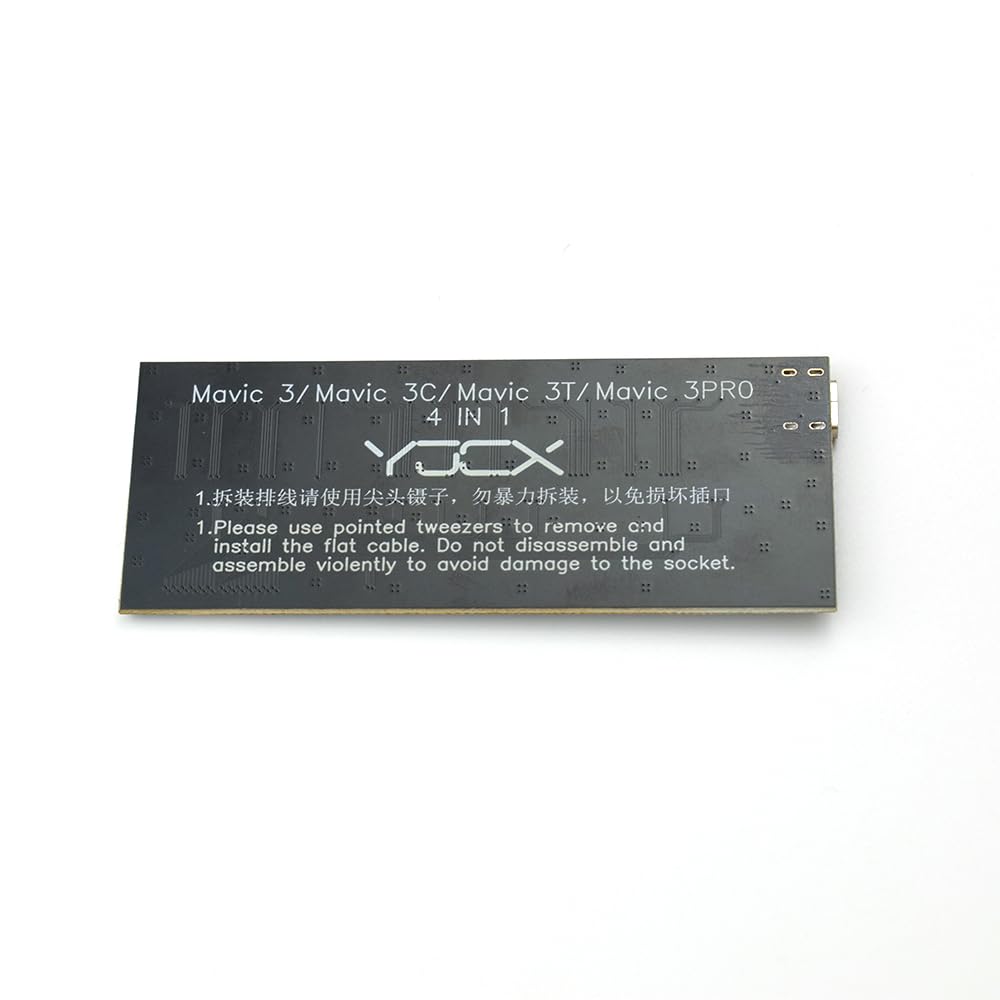 Mavic 3/Mavic 3C/Mavic 3T/Mavic 3PRO
4 IN 1
YJCX
1.拆装排线请使用尖头镊子，勿暴力拆装，以免损坏插口
1.Please use pointed tweezers to remove and
install the flat cable. Do not disassemble and
assemble violently to avoid damage to the socket.